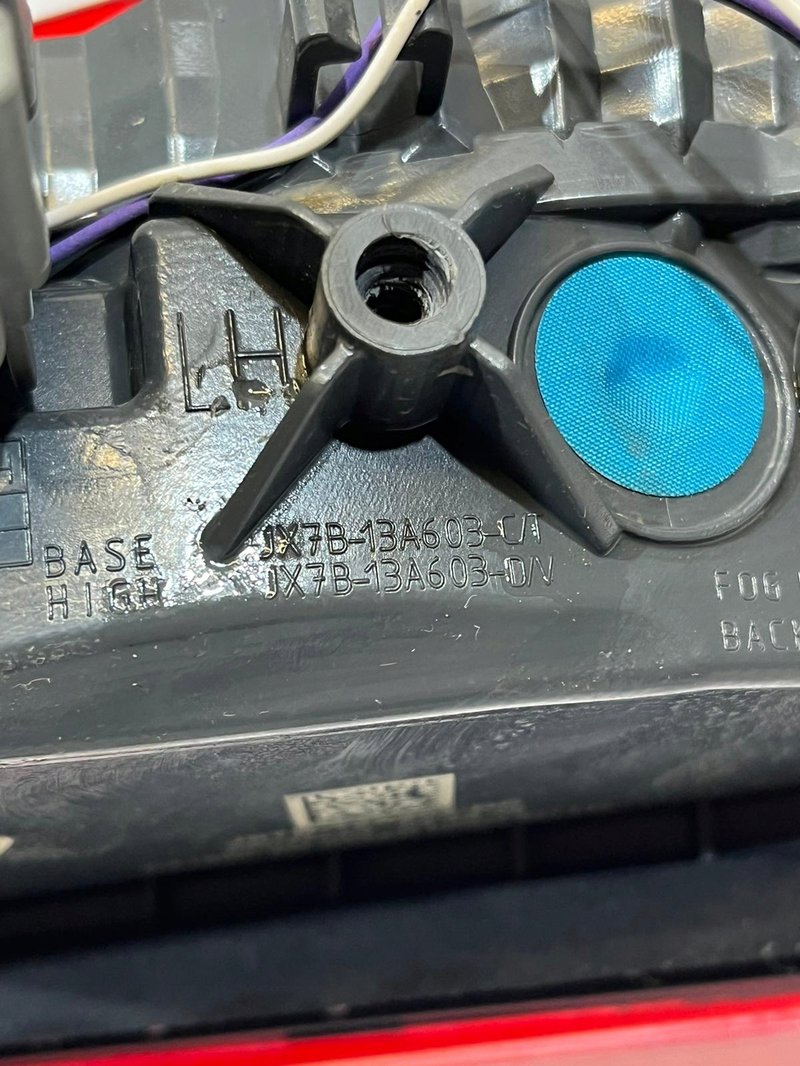 LH
BASE JX7B-13A603-C/T
HIGH JX7B-13A603-D/V
FOG
BACK